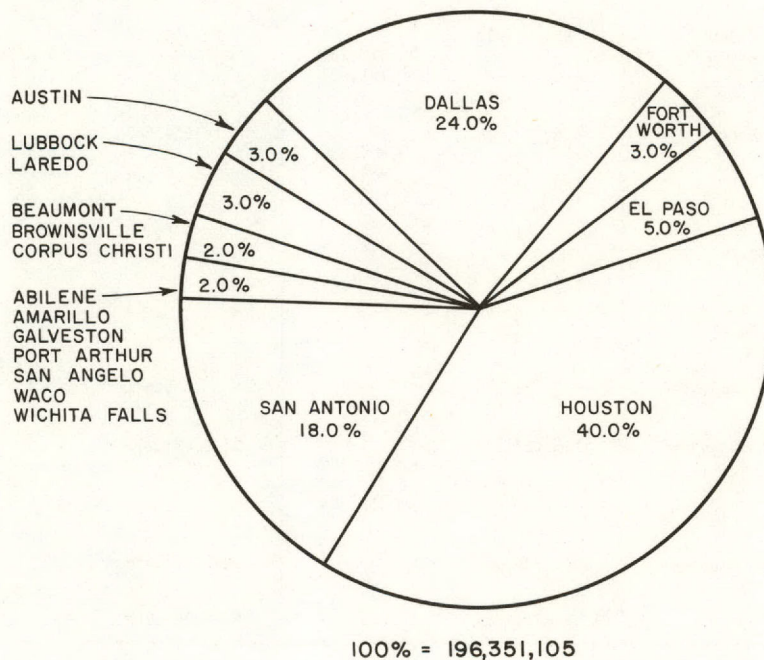 AUSTIN
LUBBOCK
LAREDO
BEAUMONT
BROWNSVILLE
CORPUS CHRISTI
ABILENE
AMARILLO
GALVESTON
PORT ARTHUR
SAN ANGELO
WACO
WICHITA FALLS
3.0%
3.0%
2.0%
2.0%
DALLAS
24.0%
FORT
WORTH
3.0%
EL PASO
5.0%
SAN ANTONIO
18.0%
HOUSTON
40.0%
100% = 196,351,105